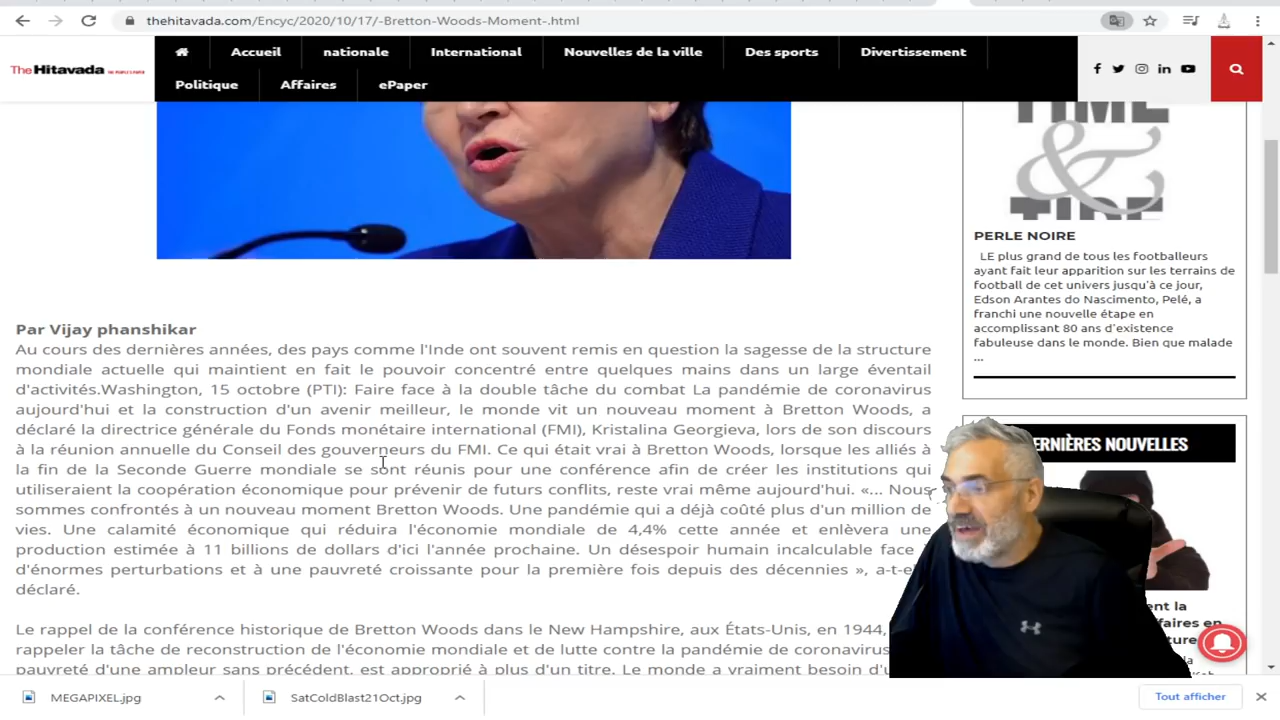 thehitavada.com/Encyc/2020/10/17/-Bretton-Woods-Moment-.html
The Hitavada
Accueil
nationale
International
Nouvelles de la ville
Des sports
Divertissement
Politique
Affaires
ePaper
TIME
&
PERLE NOIRE
LE plus grand de tous les footballeurs
ayant fait leur apparition sur les terrains de
football de cet univers jusqu'à ce jour,
Edson Arantes do Nascimento, Pelé, a
franchi une nouvelle étape en
accomplissant 80 ans d'existence
fabuleuse dans le monde. Bien que malade
...
Par Vijay phanshikar
Au cours des dernières années, des pays comme l'Inde ont souvent remis en question la sagesse de la structure
mondiale actuelle qui maintient en fait le pouvoir concentré entre quelques mains dans un large éventail
d'activités.Washington, 15 octobre (PTI): Faire face à la double tâche du combat La pandémie de coronavirus
aujourd'hui et la construction d'un avenir meilleur, le monde vit un nouveau moment à Bretton Woods, a
déclaré la directrice générale du Fonds monétaire international (FMI), Kristalina Georgieva, lors de son discours
à la réunion annuelle du Conseil des gouverneurs du FMI. Ce qui était vrai à Bretton Woods, lorsque les alliés à
la fin de la Seconde Guerre mondiale se sont réunis pour une conférence afin de créer les institutions qui
utiliseraient la coopération économique pour prévenir de futurs conflits, reste vrai même aujourd'hui. «... Nous
sommes confrontés à un nouveau moment Bretton Woods. Une pandémie qui a déjà coûté plus d'un million de
vies. Une calamité économique qui réduira l'économie mondiale de 4,4% cette année et enlèvera une
production estimée à 11 billions de dollars d'ici l'année prochaine. Un désespoir humain incalculable face
d'énormes perturbations et à une pauvreté croissante pour la première fois depuis des décennies », a-t-el
déclaré.
Le rappel de la conférence historique de Bretton Woods dans le New Hampshire, aux États-Unis, en 1944,
rappeler la tâche de reconstruction de l'économie mondiale et de lutte contre la pandémie de coronavirus
pauvreté d'une ampleur sans précédent, est approprié à plus d'un titre. Le monde a vraiment besoin d'u
ERNIÈRES NOUVELLES
ent la
faires en
ture
MEGAPIXEL.jpg
SatColdBlast21Oct.jpg
Tout afficher